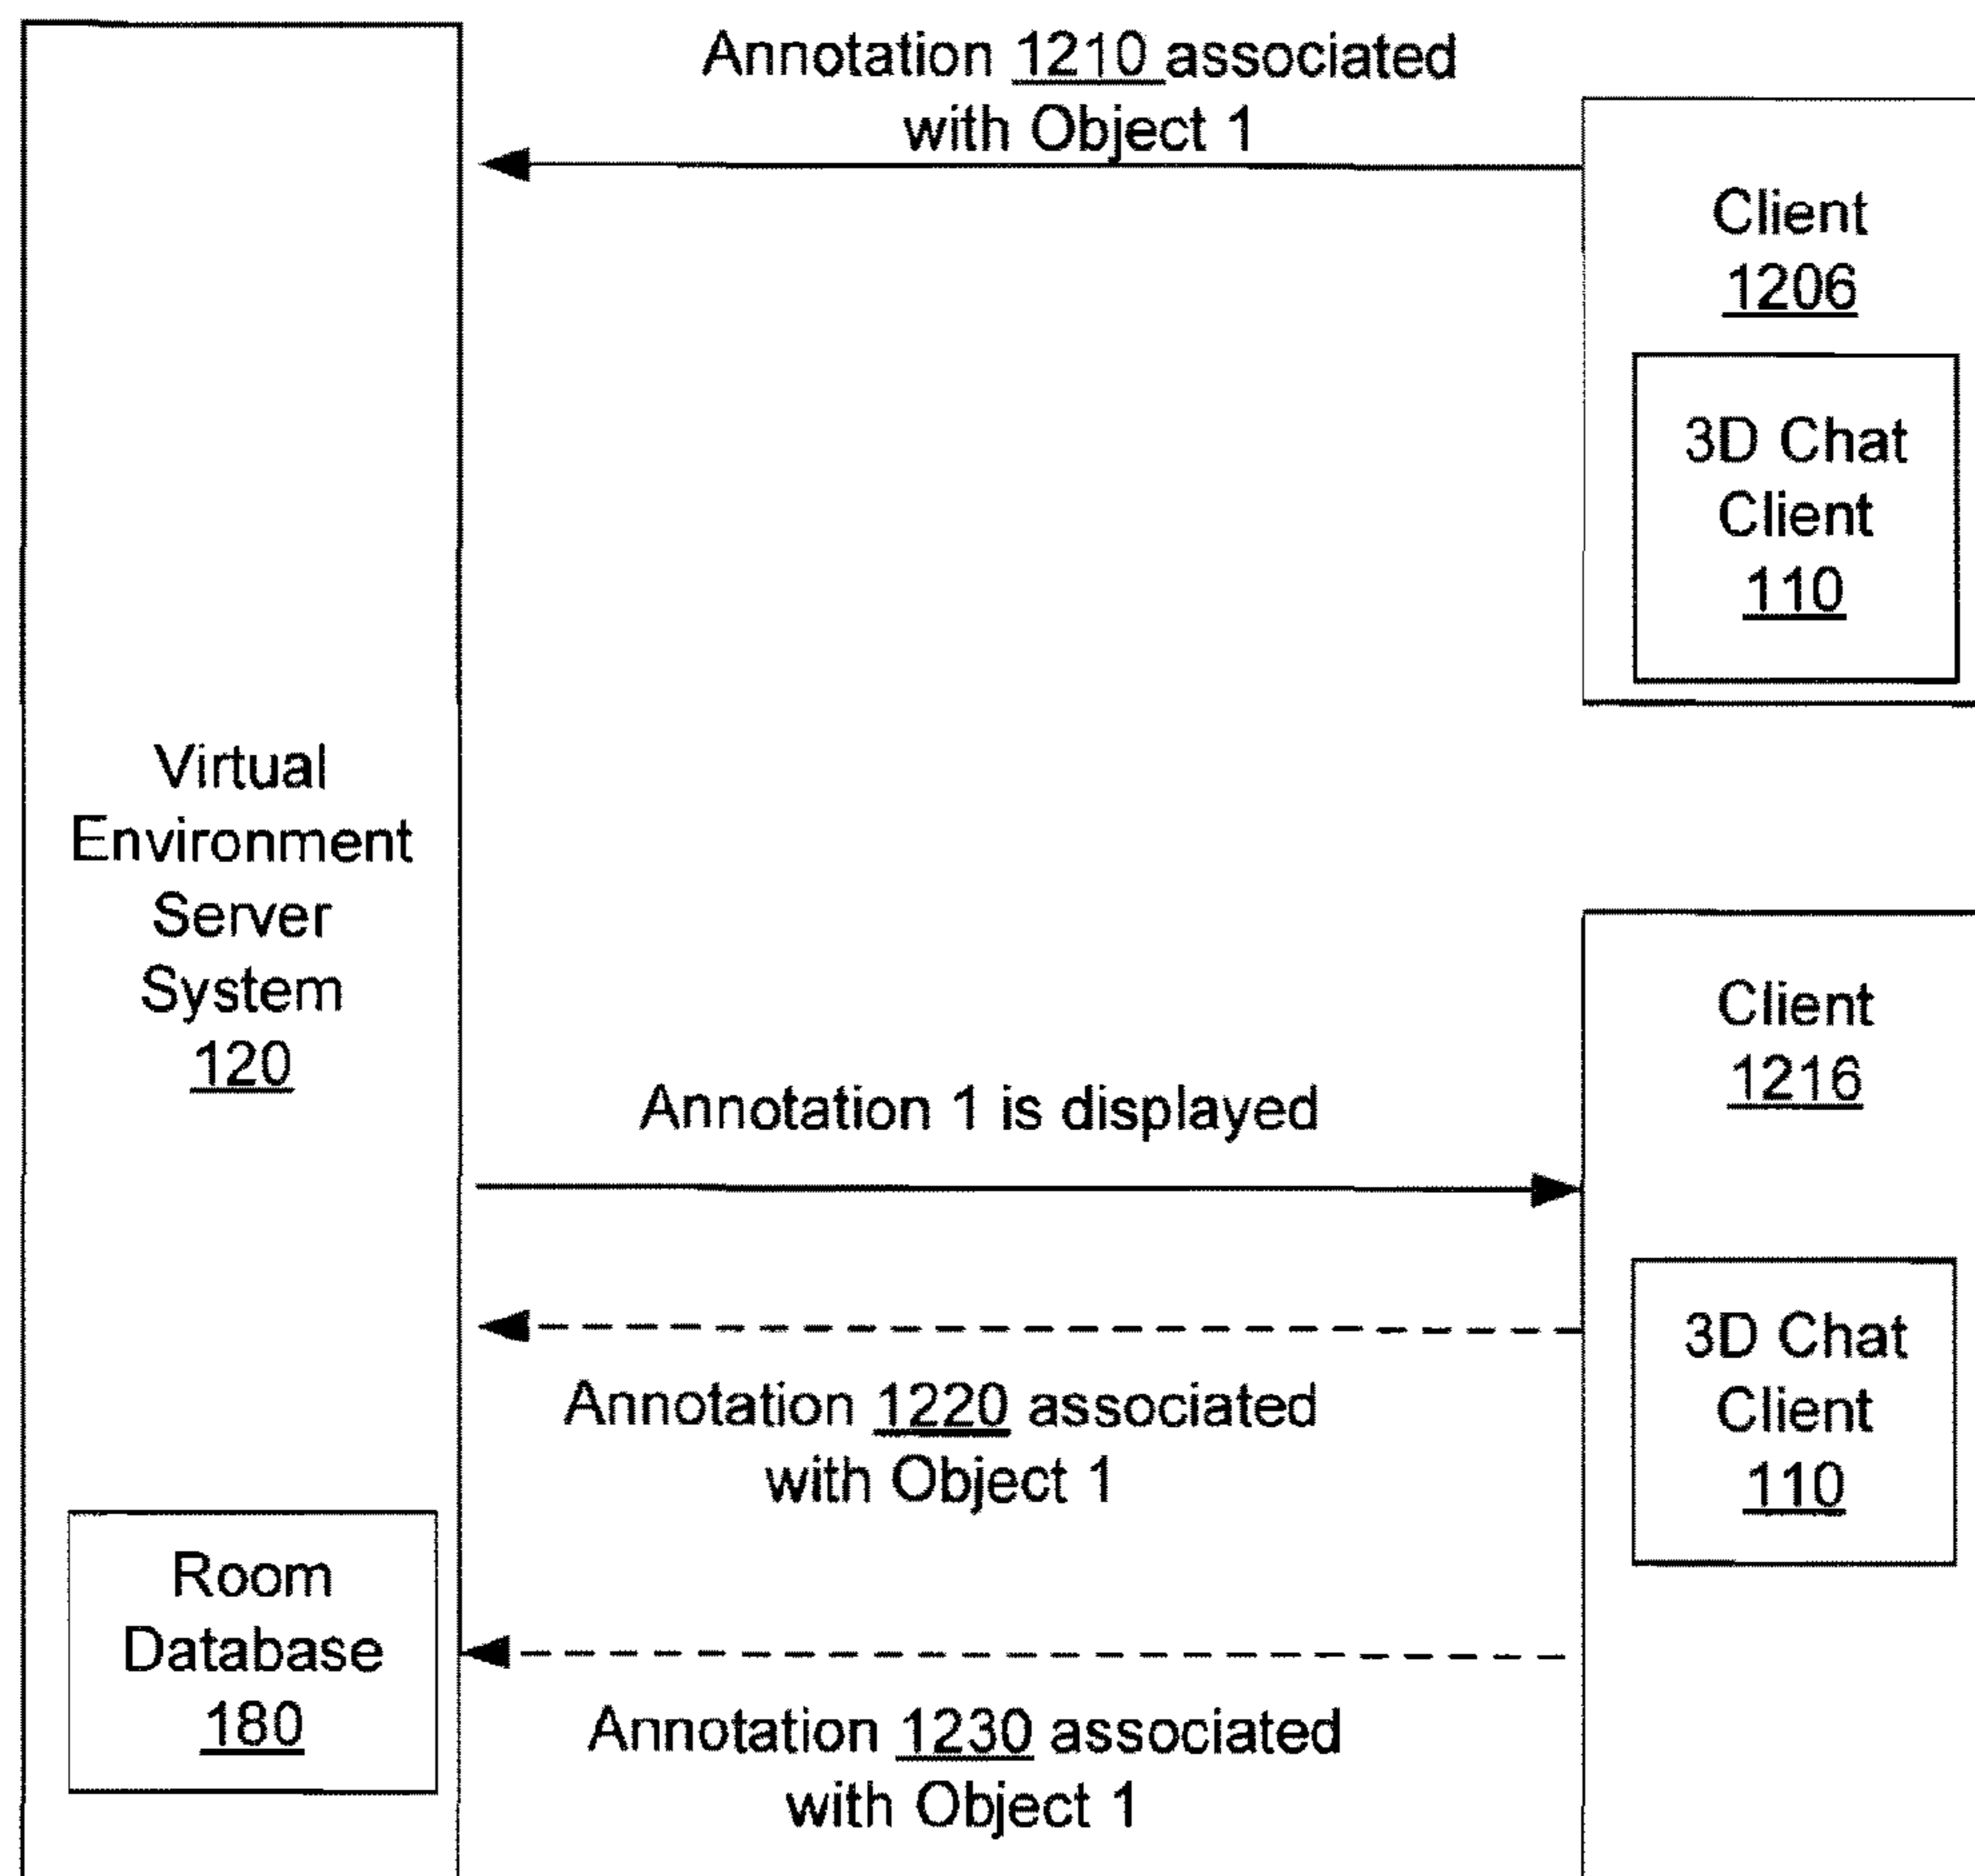 Annotation 1210 associated
with Object 1
Client
1206
3D Chat
Client
110
Virtual
Environment
Server
System
120
Client
1216
Annotation 1 is displayed
3D Chat
Client
110
Annotation 1220 associated
with Object 1
Room
Database
180
Annotation 1230 associated
with Object 1